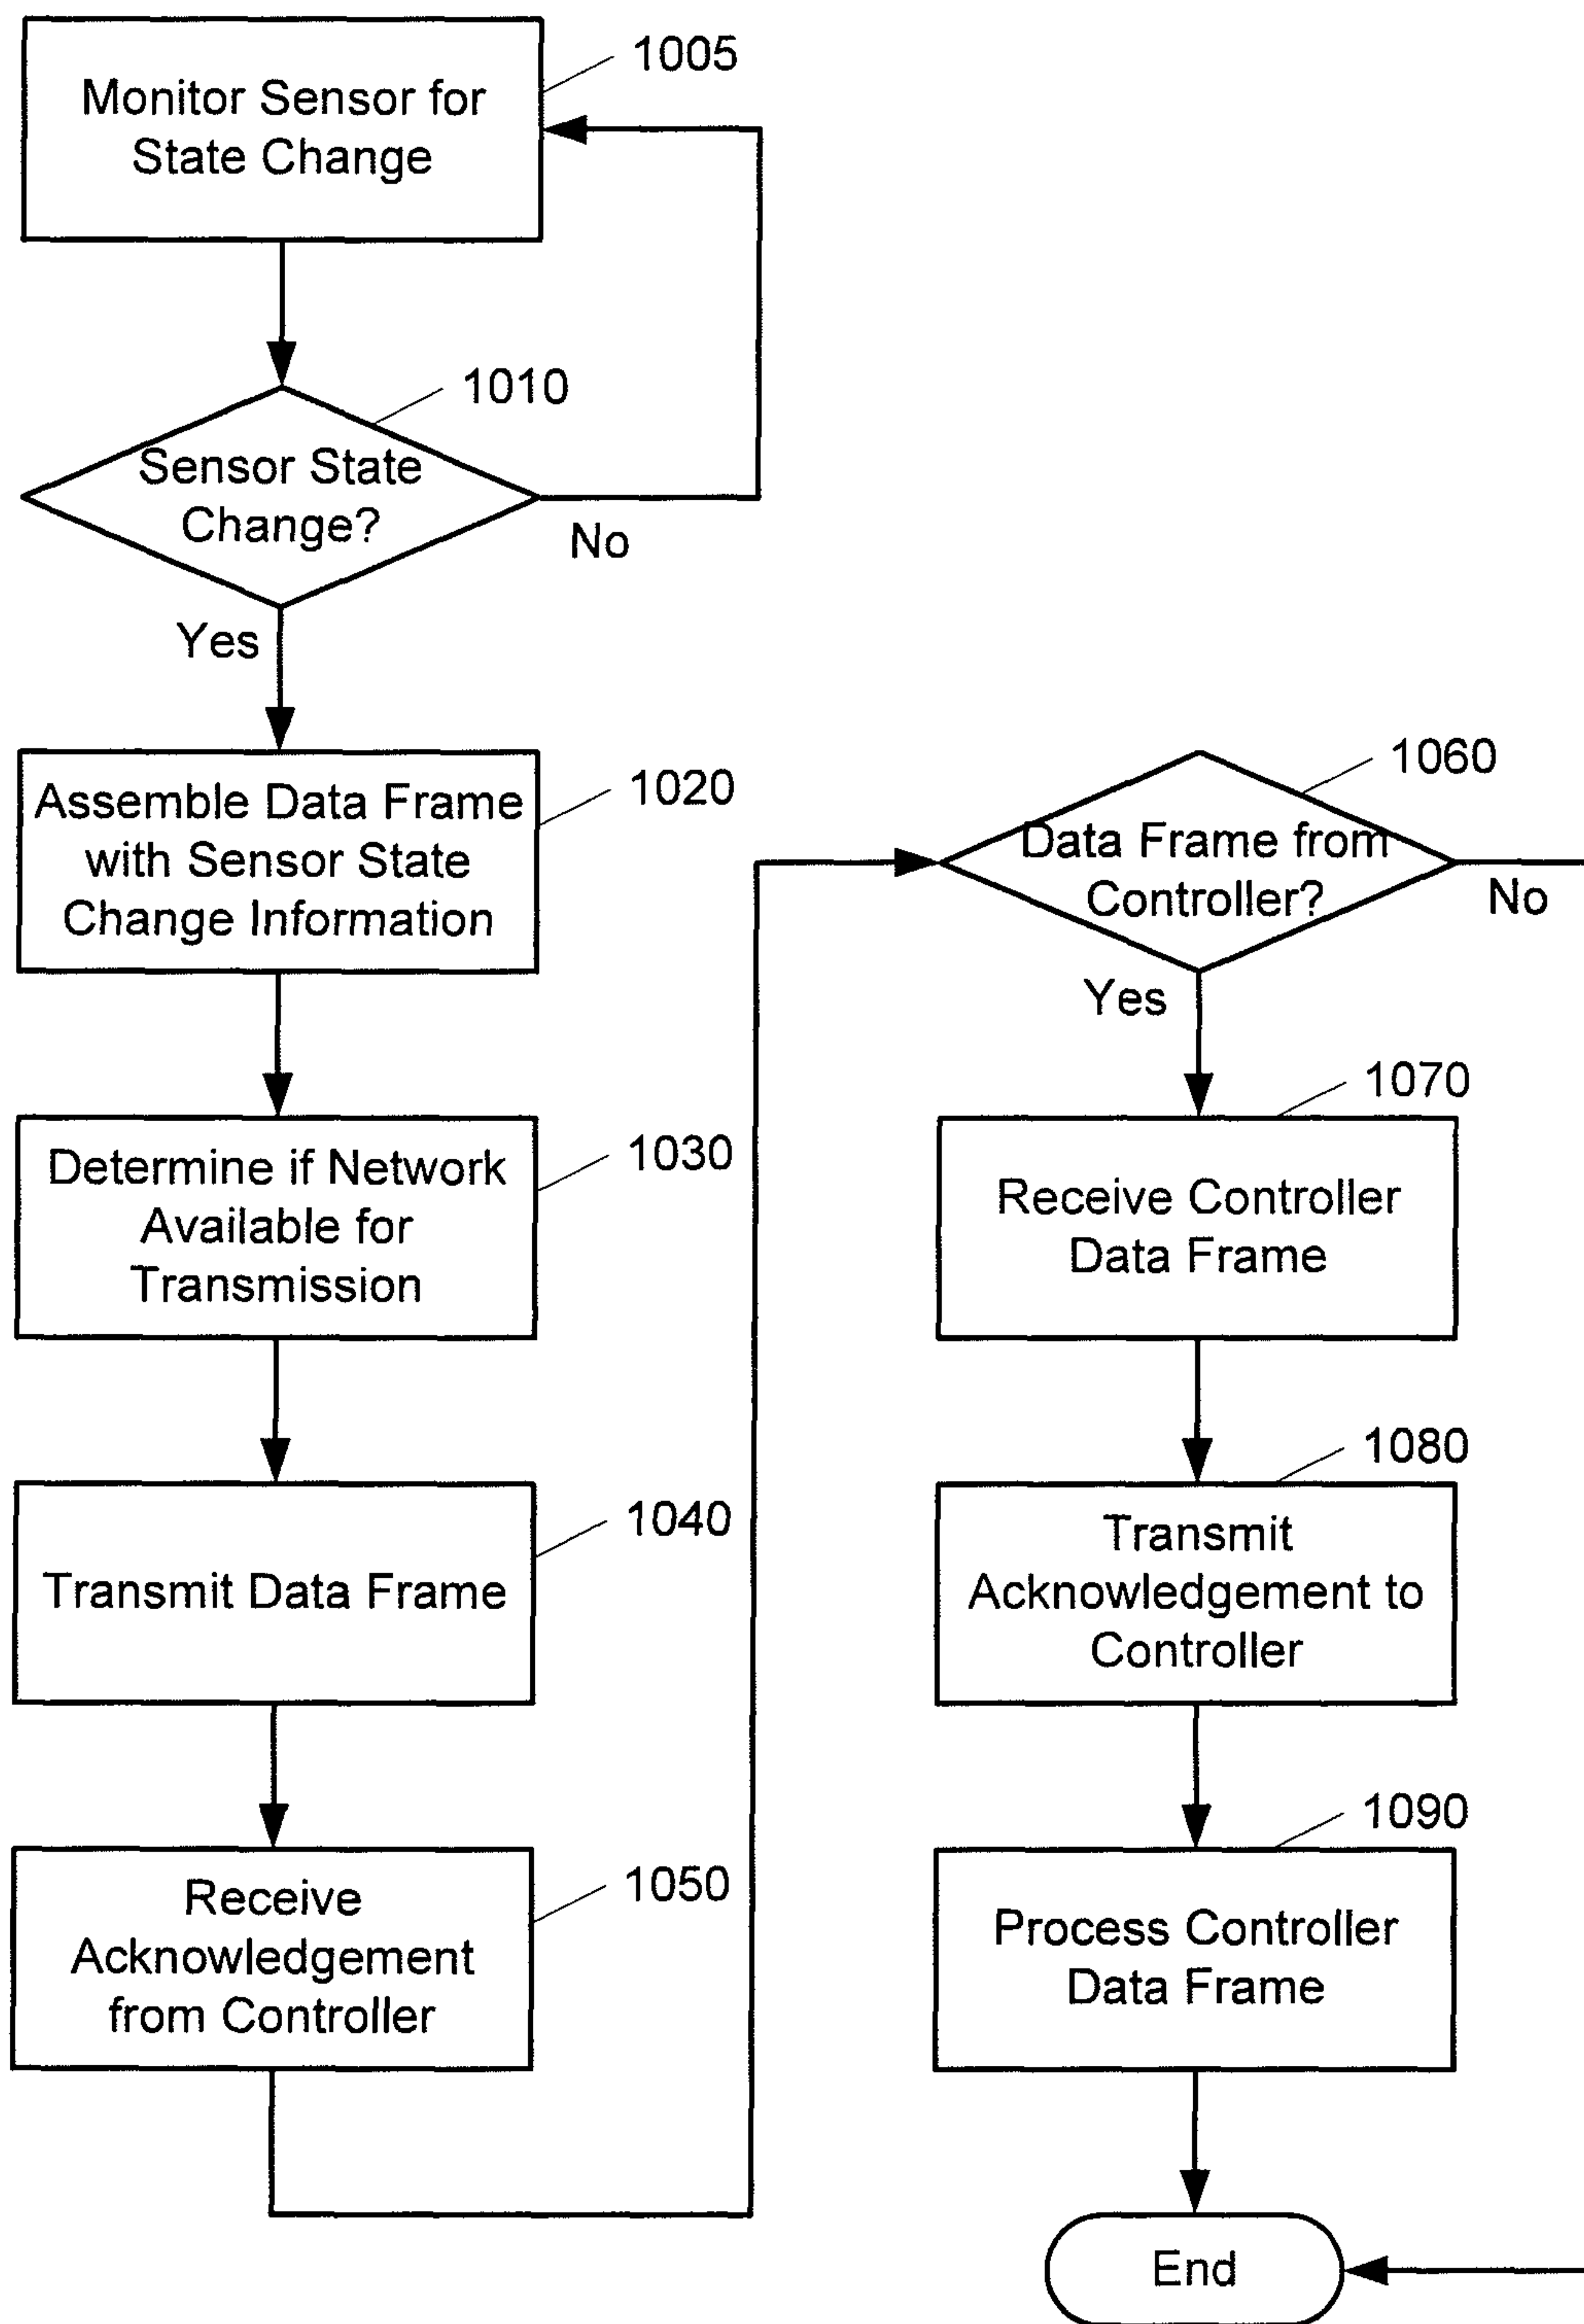 1005
Monitor Sensor for
State Change
1010
Sensor State
Change?
No
Yes
1020
Assemble Data Frame
with Sensor State
Change Information
1030
Determine if Network
Available for
Transmission
1040
Transmit Data Frame
1050
Receive
Acknowledgement
from Controller
1060
Data Frame from
Controller?
No
Yes
1070
Receive Controller
Data Frame
1080
Transmit
Acknowledgement to
Controller
1090
Process Controller
Data Frame
End